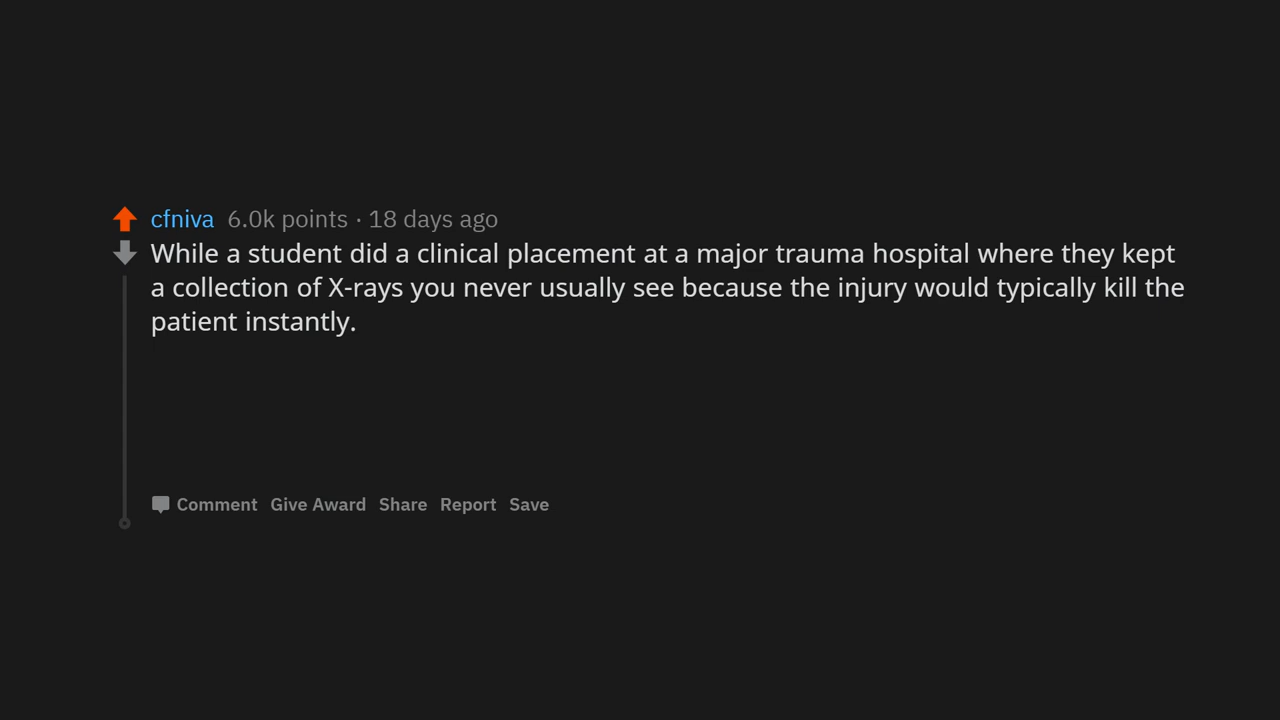 cfniva 6.0k points · 18 days ago
While a student did a clinical placement at a major trauma hospital where they kept
a collection of X-rays you never usually see because the injury would typically kill the
patient instantly.
Comment Give Award Share Report Save